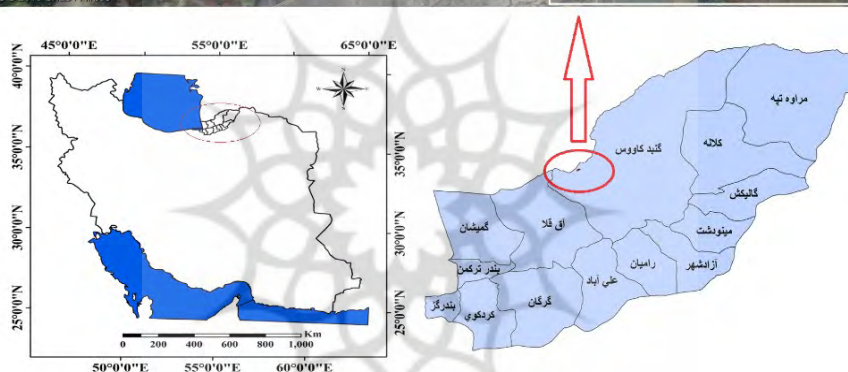 45°0'0"E 55°0'0"E 65°0'0"E
40°0'0"N
35°0'0"N
30°0'0"N
25°0'0"N
40°0'0"N
35°0'0"N
30°0'0"N
25°0'0"N
Km
0 200 400 600 800 1,000
50°0'0"E 55°0'0"E 60°0'0"E
مراوه تپه
گنبد کاووس
کلاله
گالیکش
مینودشت
گمیشان
آق قلا
آزادشهر
رامیان
بندر ترکمن
علی آباد
گرگان
کردکوی
بندرگز